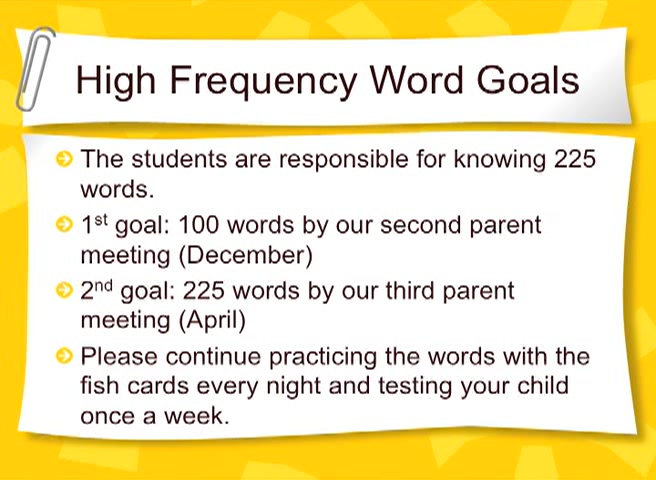 High Frequency Word Goals
The students are responsible for knowing 225
words.
1st goal: 100 words by our second parent
meeting (December)
2nd goal: 225 words by our third parent
meeting (April)
Please continue practicing the words with the
fish cards every night and testing your child
once a week.